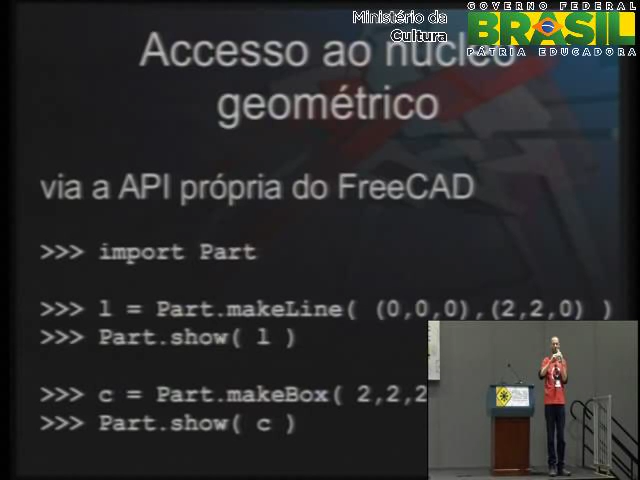 Ministério da
Cultura
GOVERNO FEDERAL
BRASIL
PÁTRIA EDUCADORA
Accesso ao núcleo
geométrico
via a API própria do FreeCAD
>>> import Part
>>> l = Part.makeLine( (0,0,0),(2,2,0) )
>>> Part.show( l )
>>> c = Part.makeBox( 2,2,2
>>> Part.show( c )